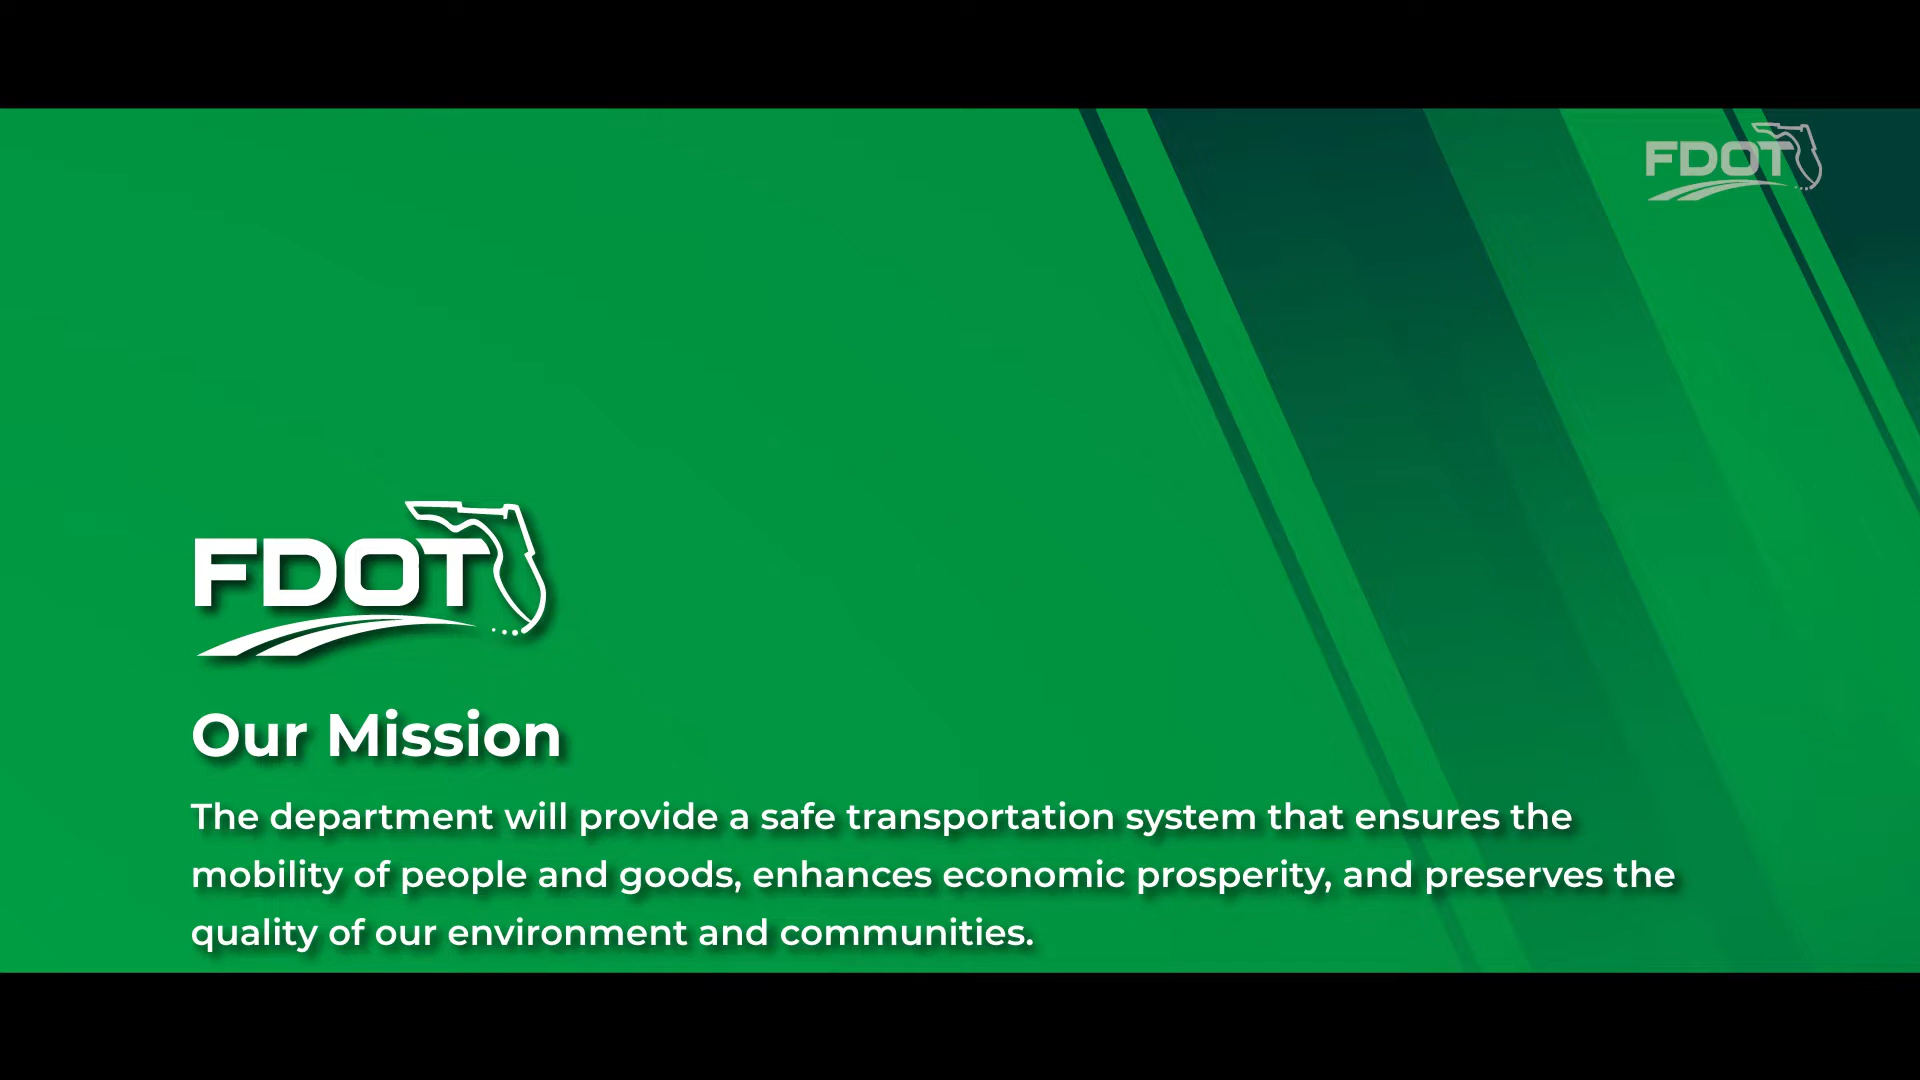 FDOT
FDOT
Our Mission
The department will provide a safe transportation system that ensures the
mobility of people and goods, enhances economic prosperity, and preserves the
quality of our environment and communities.